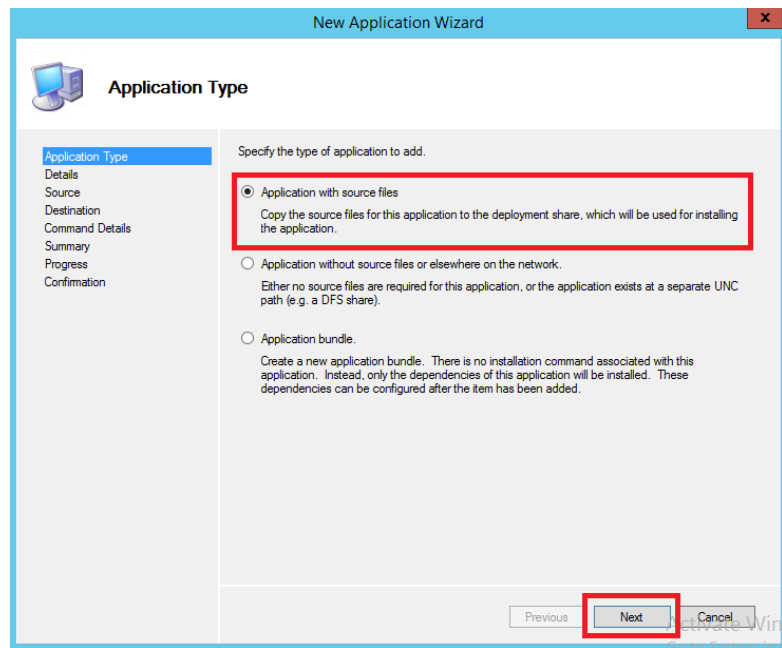 New Application Wizard
x
Application Type
Application Type
Details
Source
Destination
Command Details
Summary
Progress
Confirmation
Specify the type of application to add.
Application with source files
Copy the source files for this application to the deployment share, which will be used for installing
the application.
Application without source files or elsewhere on the network.
Either no source files are required for this application, or the application exists at a separate UNC
path (e.g. a DFS share).
Application bundle.
Create a new application bundle.  There is no installation command associated with this
application.  Instead, only the dependencies of this application will be installed.  These
dependencies can be configured after the item has been added.
Previous
Next
Cancel
Activate Win